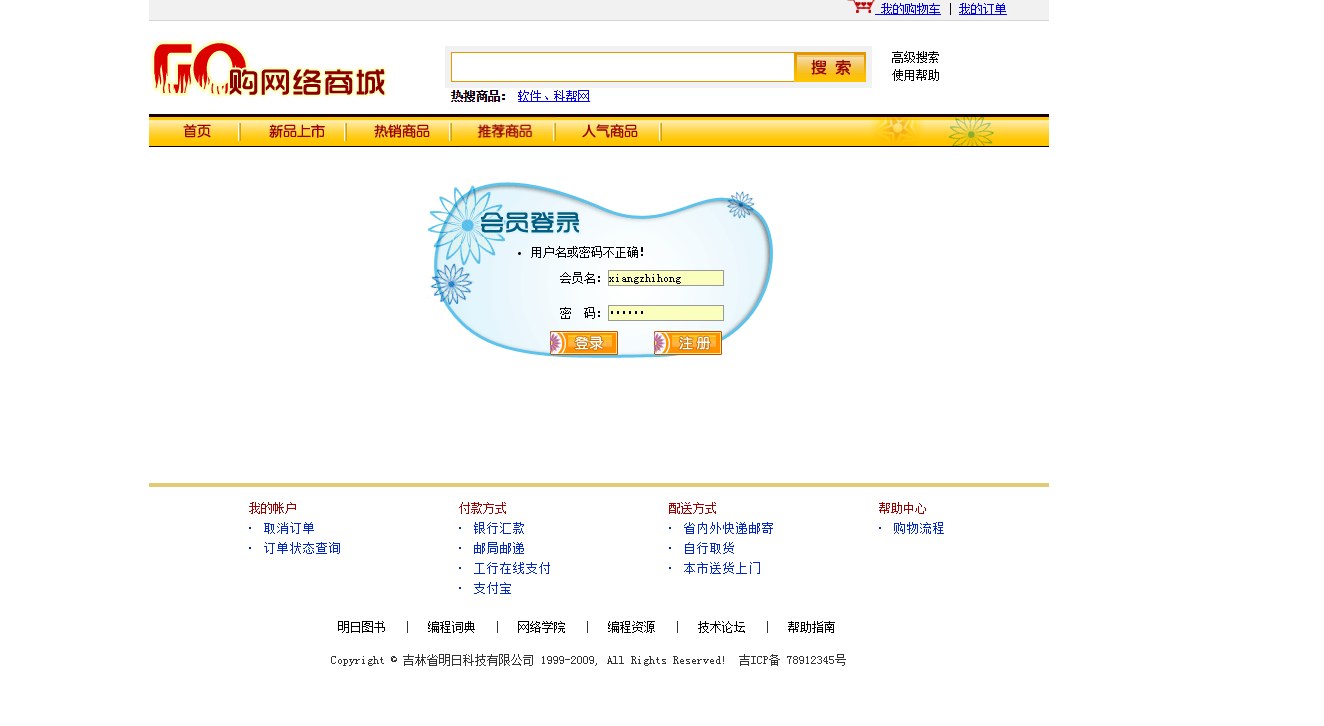 我的购物车 | 我的订单
GO购网络商城
搜 索
高级搜索
使用帮助
热搜商品： 软件、科帮网
首页 新品上市 热销商品 推荐商品 人气商品
会员登录
• 用户名或密码不正确!
会员名: xiangzhihong
密 码: ••••••
登录 注 册
我的帐户 付款方式 配送方式 帮助中心
· 取消订单 · 银行汇款 · 省内外快递邮寄 · 购物流程
· 订单状态查询 · 邮局邮递 · 自行取货
· 工行在线支付 · 本市送货上门
· 支付宝
明日图书 | 编程词典 | 网络学院 | 编程资源 | 技术论坛 | 帮助指南
Copyright © 吉林省明日科技有限公司 1999-2009, All Rights Reserved! 吉ICP备 78912345号